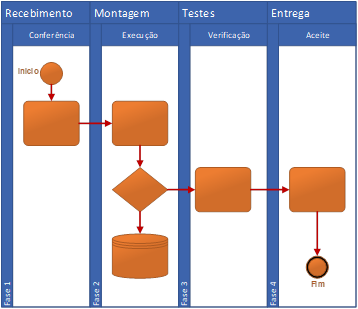 Recebimento
Montagem
Testes
Entrega
Conferência
Execução
Verificação
Aceite
Início
Fim
Fase 1
Fase 2
Fase 3
Fase 4